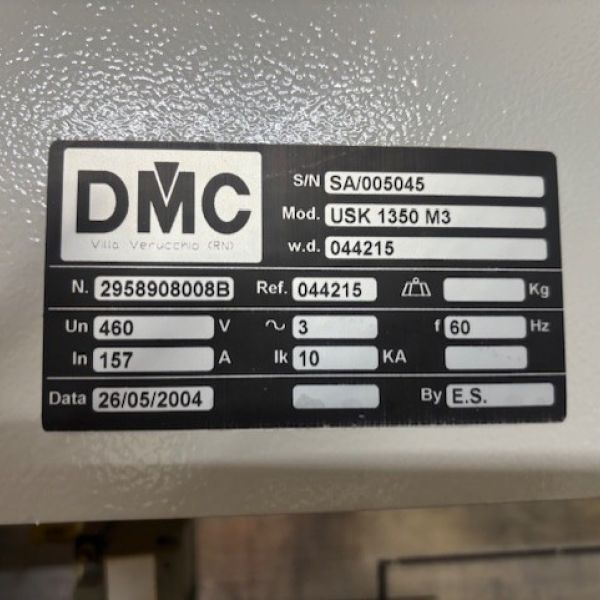 DMC
Villa Verucchio (RN)
S/N SA/005045
Mod. USK 1350 M3
w.d. 044215
N. 2958908008B Ref. 044215 Kg
Un 460 V ~ 3 f 60 Hz
In 157 A Ik 10 KA
Data 26/05/2004 By E.S.